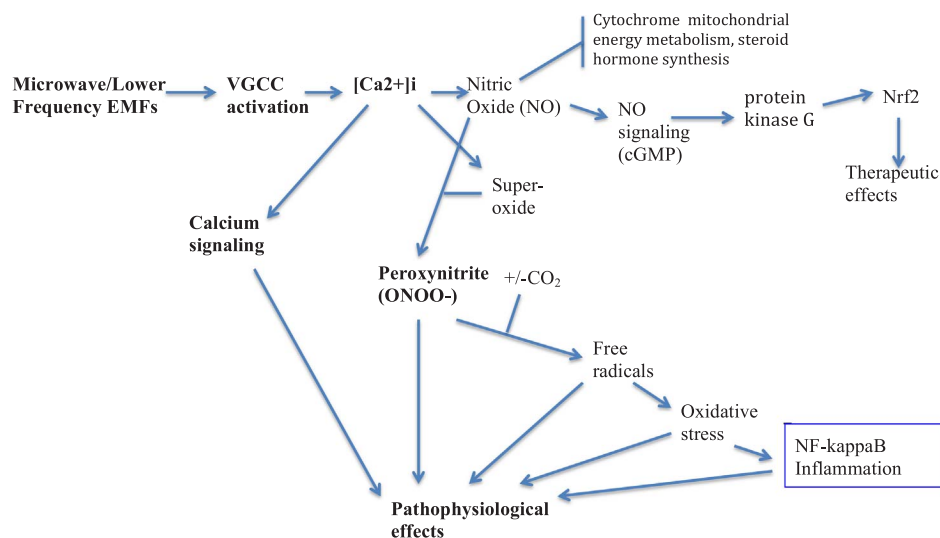 Cytochrome mitochondrial
energy metabolism, steroid
hormone synthesis
Microwave/Lower
Frequency EMFs
VGCC
activation
[Ca2+]i
Nitric
Oxide (NO)
NO
signaling
(cGMP)
protein
kinase G
Nrf2
Therapeutic
effects
Super-
oxide
Calcium
signaling
Peroxynitrite
(ONOO-)
+/-CO₂
Free
radicals
Oxidative
stress
NF-kappaB
Inflammation
Pathophysiological
effects